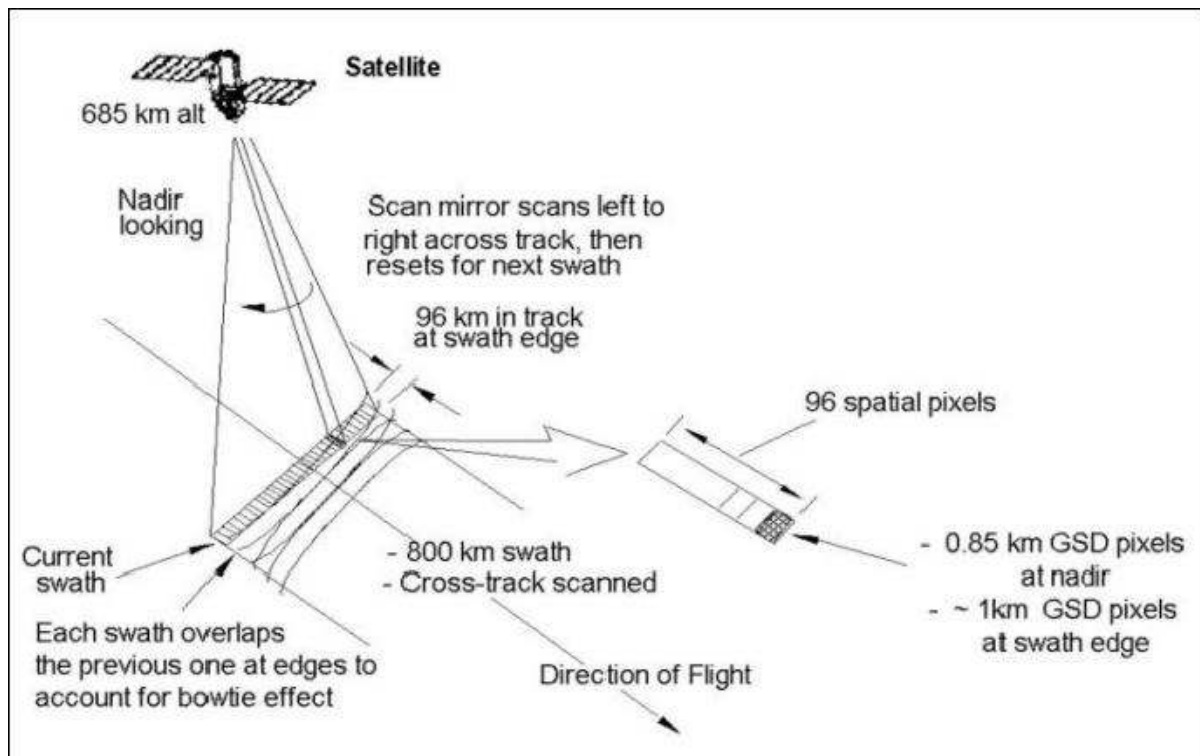 Satellite
685 km alt
Nadir
looking
Scan mirror scans left to
right across track, then
resets for next swath
96 km in track
at swath edge
96 spatial pixels
Current
swath
- 800 km swath
- Cross-track scanned
- 0.85 km GSD pixels
at nadir
- ~ 1km GSD pixels
at swath edge
Each swath overlaps
the previous one at edges to
account for bowtie effect
Direction of Flight